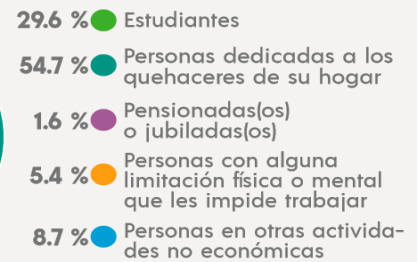 29.6 % Estudiantes
54.7 % Personas dedicadas a los
quehaceres de su hogar
1.6 % Pensionadas(os)
o jubiladas(os)
5.4 % Personas con alguna
limitación física o mental
que les impide trabajar
8.7 % Personas en otras activida-
des no económicas